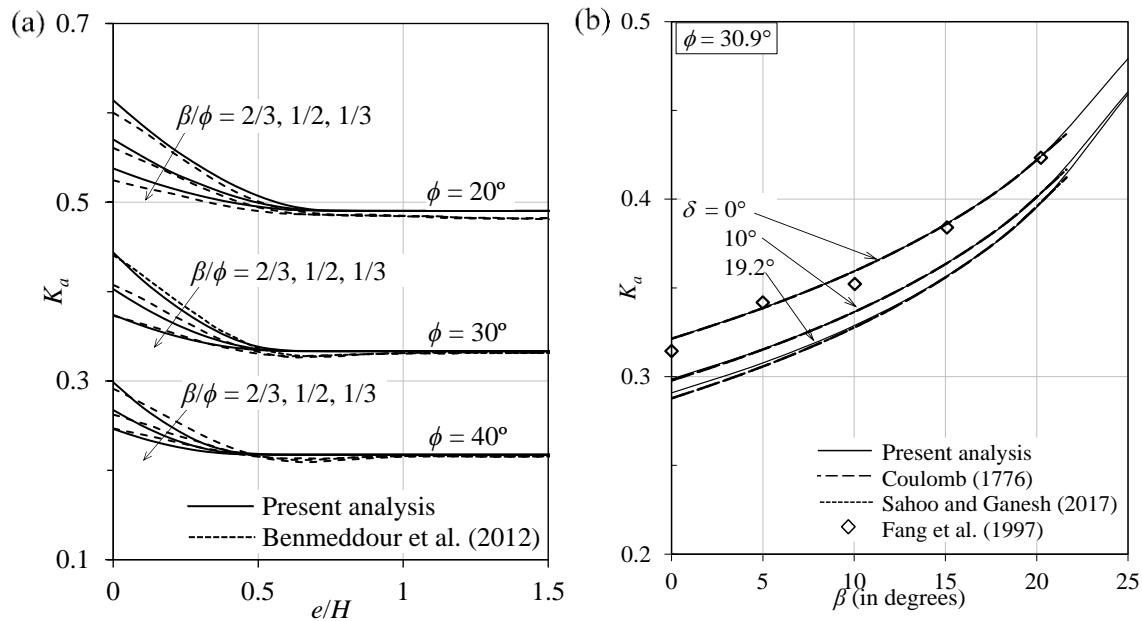 (a)
0.7
0.5
0.3
0.1
K_a
β/ϕ = 2/3, 1/2, 1/3
ϕ = 20º
β/ϕ = 2/3, 1/2, 1/3
ϕ = 30º
β/ϕ = 2/3, 1/2, 1/3
ϕ = 40º
Present analysis
Benmeddour et al. (2012)
0
0.5
1
1.5
e/H
(b)
0.5
0.4
0.3
0.2
K_a
ϕ = 30.9°
δ = 0°
10°
19.2°
Present analysis
Coulomb (1776)
Sahoo and Ganesh (2017)
Fang et al. (1997)
0
5
10
15
20
25
β (in degrees)